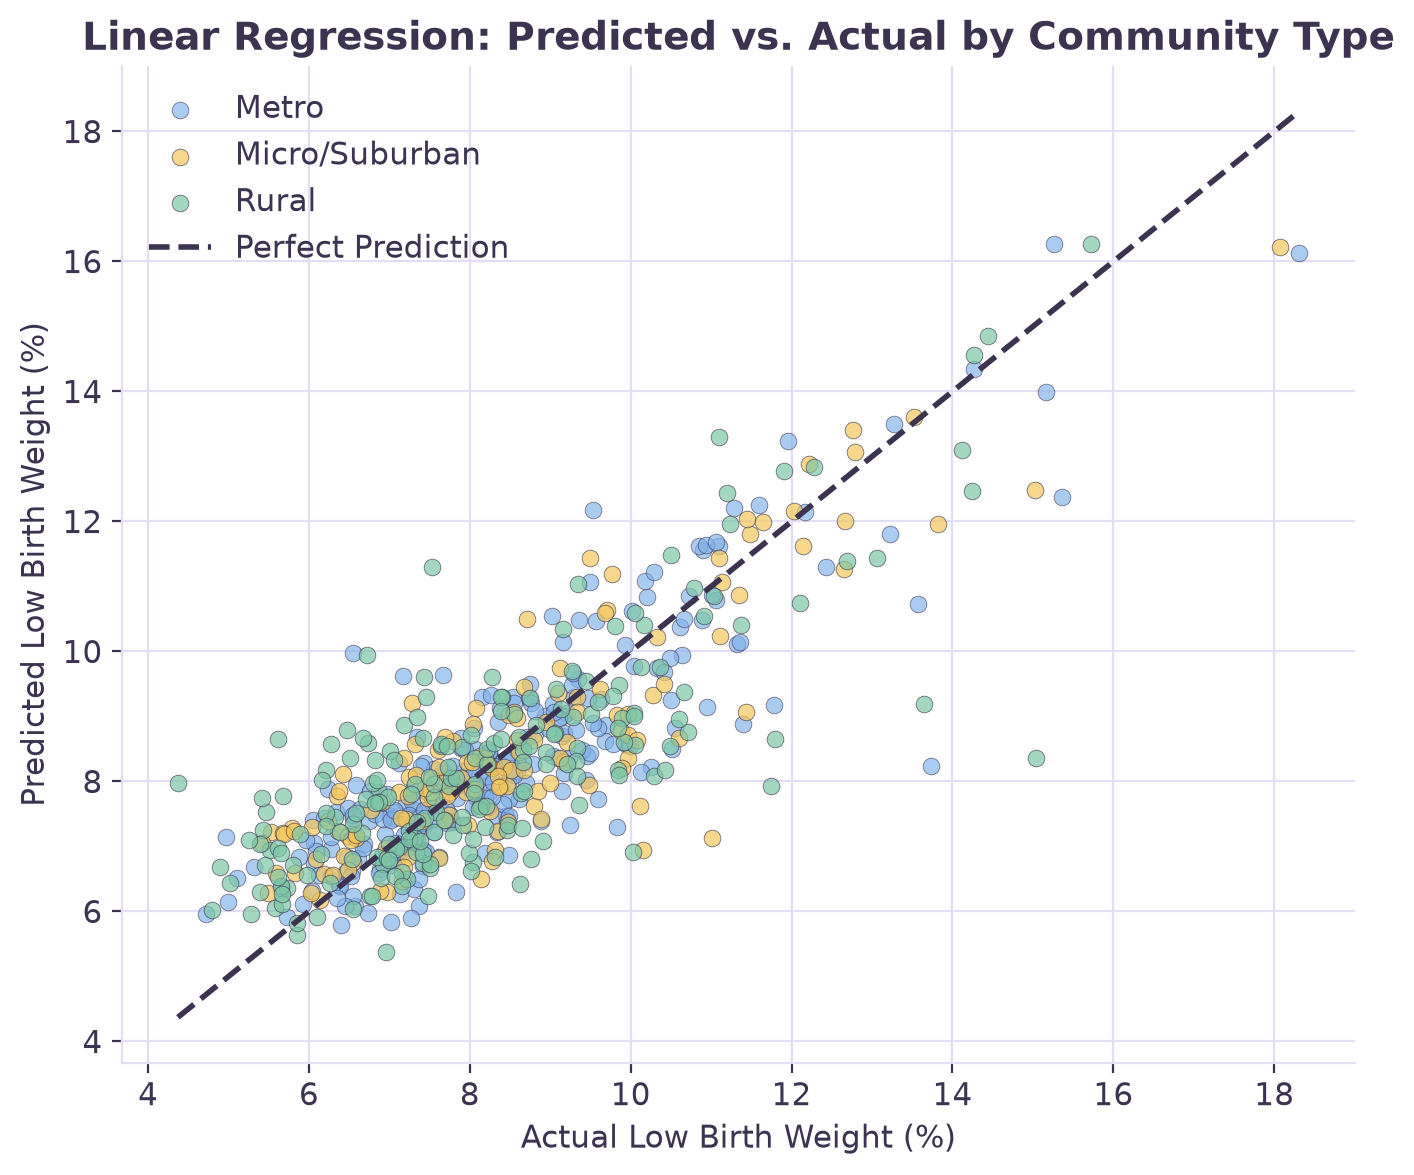 Linear Regression: Predicted vs. Actual by Community Type
Metro
Micro/Suburban
Rural
Perfect Prediction
Predicted Low Birth Weight (%)
18
16
14
12
10
8
6
4
4 6 8 10 12 14 16 18
Actual Low Birth Weight (%)